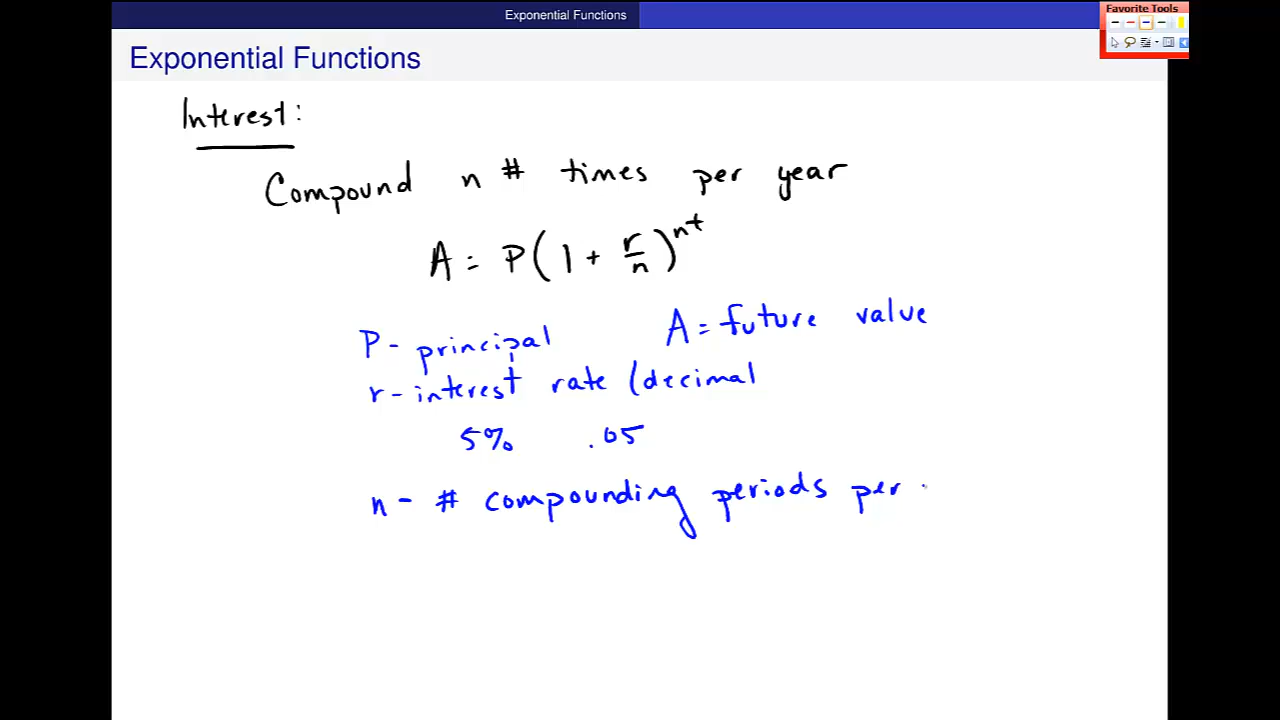 Exponential Functions
Favorite Tools
Exponential Functions
Interest:
Compound n # times per year
A = P(1 + r/n)^nt
P - principal A = future value
r - interest rate (decimal
5% .05
n - # compounding periods per